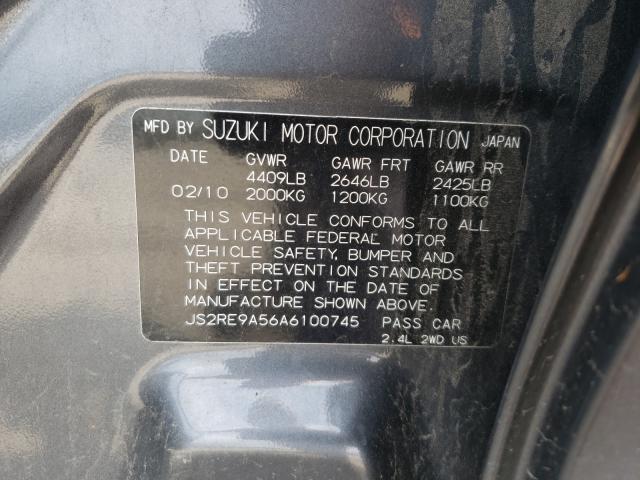 MFD BY SUZUKI MOTOR CORPORATION JAPAN
DATE GVWR GAWR FRT GAWR RR
4409LB 2646LB 2425LB
02/10 2000KG 1200KG 1100KG
THIS VEHICLE CONFORMS TO ALL
APPLICABLE FEDERAL MOTOR
VEHICLE SAFETY, BUMPER AND
THEFT PREVENTION STANDARDS
IN EFFECT ON THE DATE OF
MANUFACTURE SHOWN ABOVE.
JS2RE9A56A6100745 PASS CAR
2.4L 2WD US